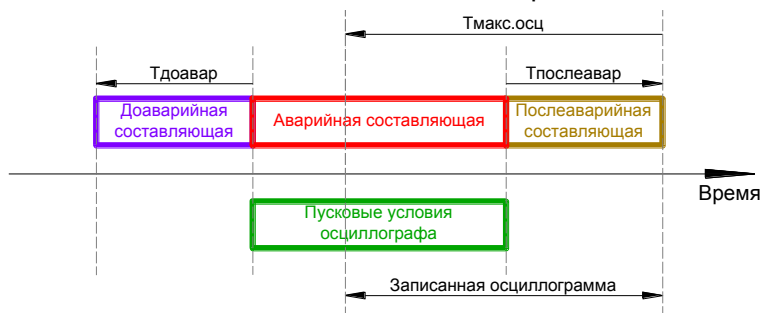 Тмакс.осц
Тдоавар
Тпослеавар
Доаварийная
составляющая
Аварийная составляющая
Послеаварийная
составляющая
Время
Пусковые условия
осциллографа
Записанная осциллограмма